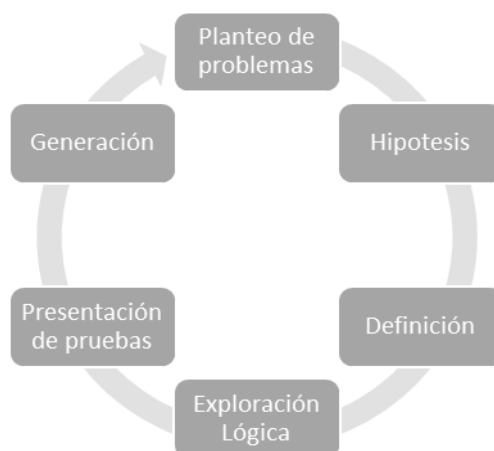 Planteo de
problemas
Hipotesis
Definición
Exploración
Lógica
Presentación
de pruebas
Generación